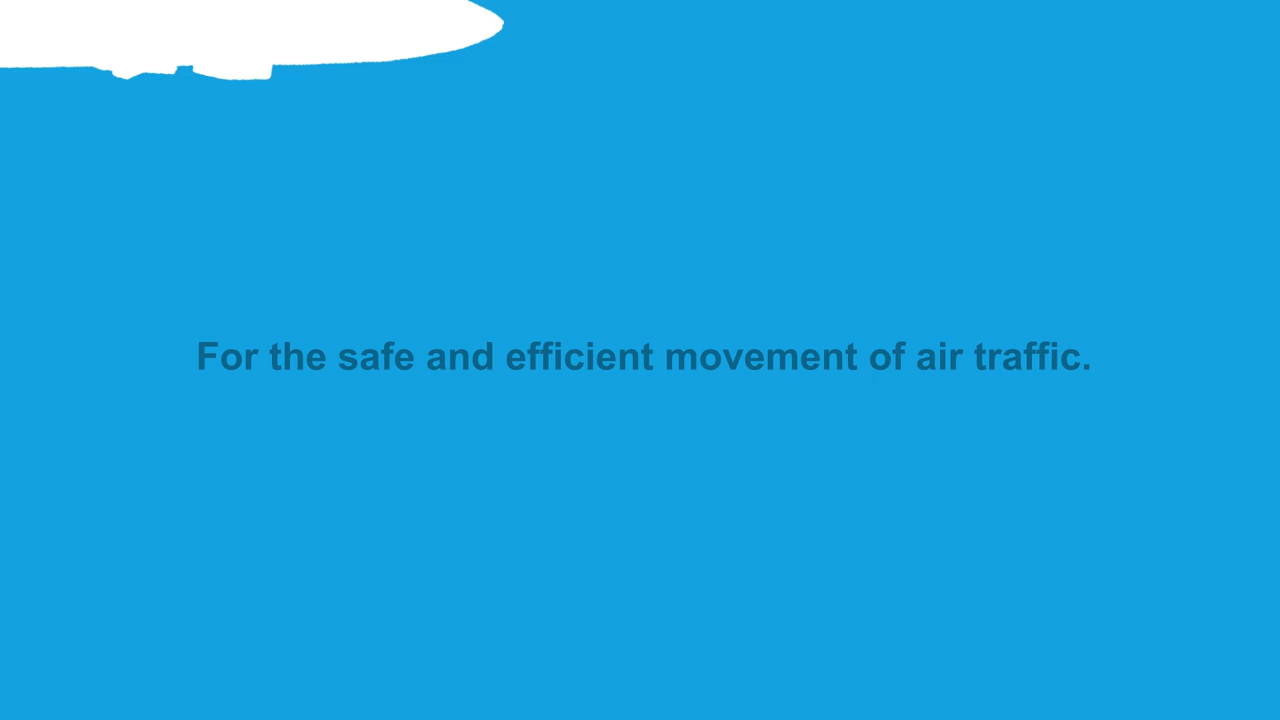 For the safe and efficient movement of air traffic.